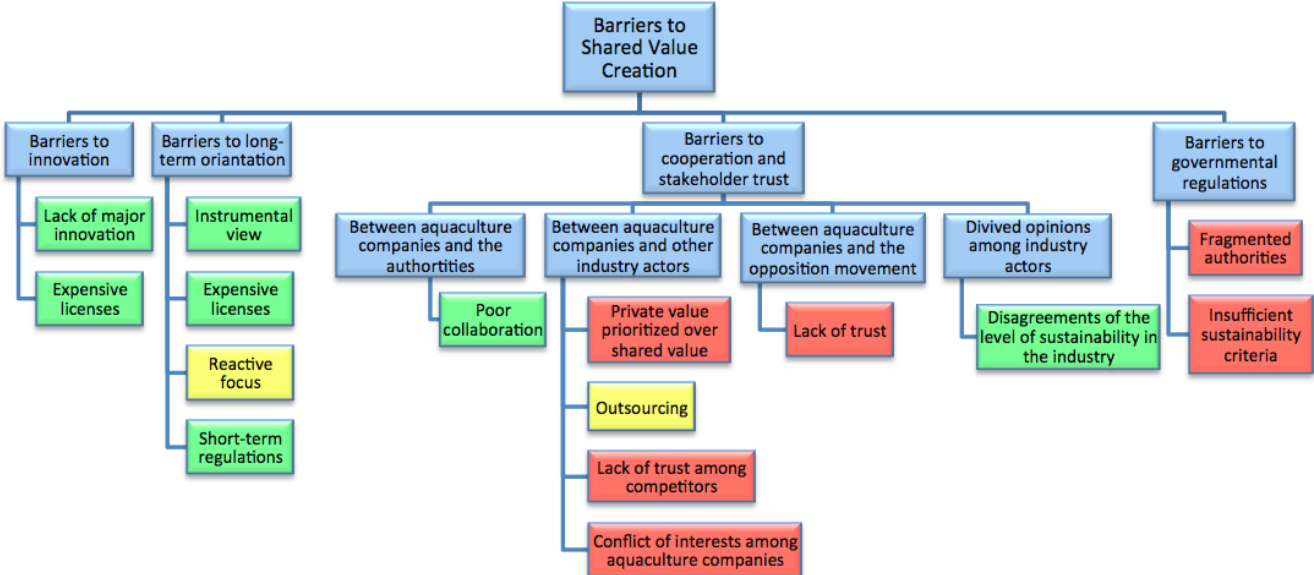 Barriers to
Shared Value
Creation
Barriers to
innovation
Lack of major
innovation
Expensive
licenses
Barriers to long-
term oriantation
Instrumental
view
Expensive
licenses
Reactive
focus
Short-term
regulations
Barriers to
cooperation and
stakeholder trust
Between aquaculture
companies and the
authortities
Poor
collaboration
Between aquaculture
companies and other
industry actors
Private value
prioritized over
shared value
Outsourcing
Lack of trust among
competitors
Conflict of interests among
aquaculture companies
Between aquaculture
companies and the
opposition movement
Lack of trust
Divived opinions
among industry
actors
Disagreements of the
level of sustainability in
the industry
Barriers to
governmental
regulations
Fragmented
authorities
Insufficient
sustainability
criteria